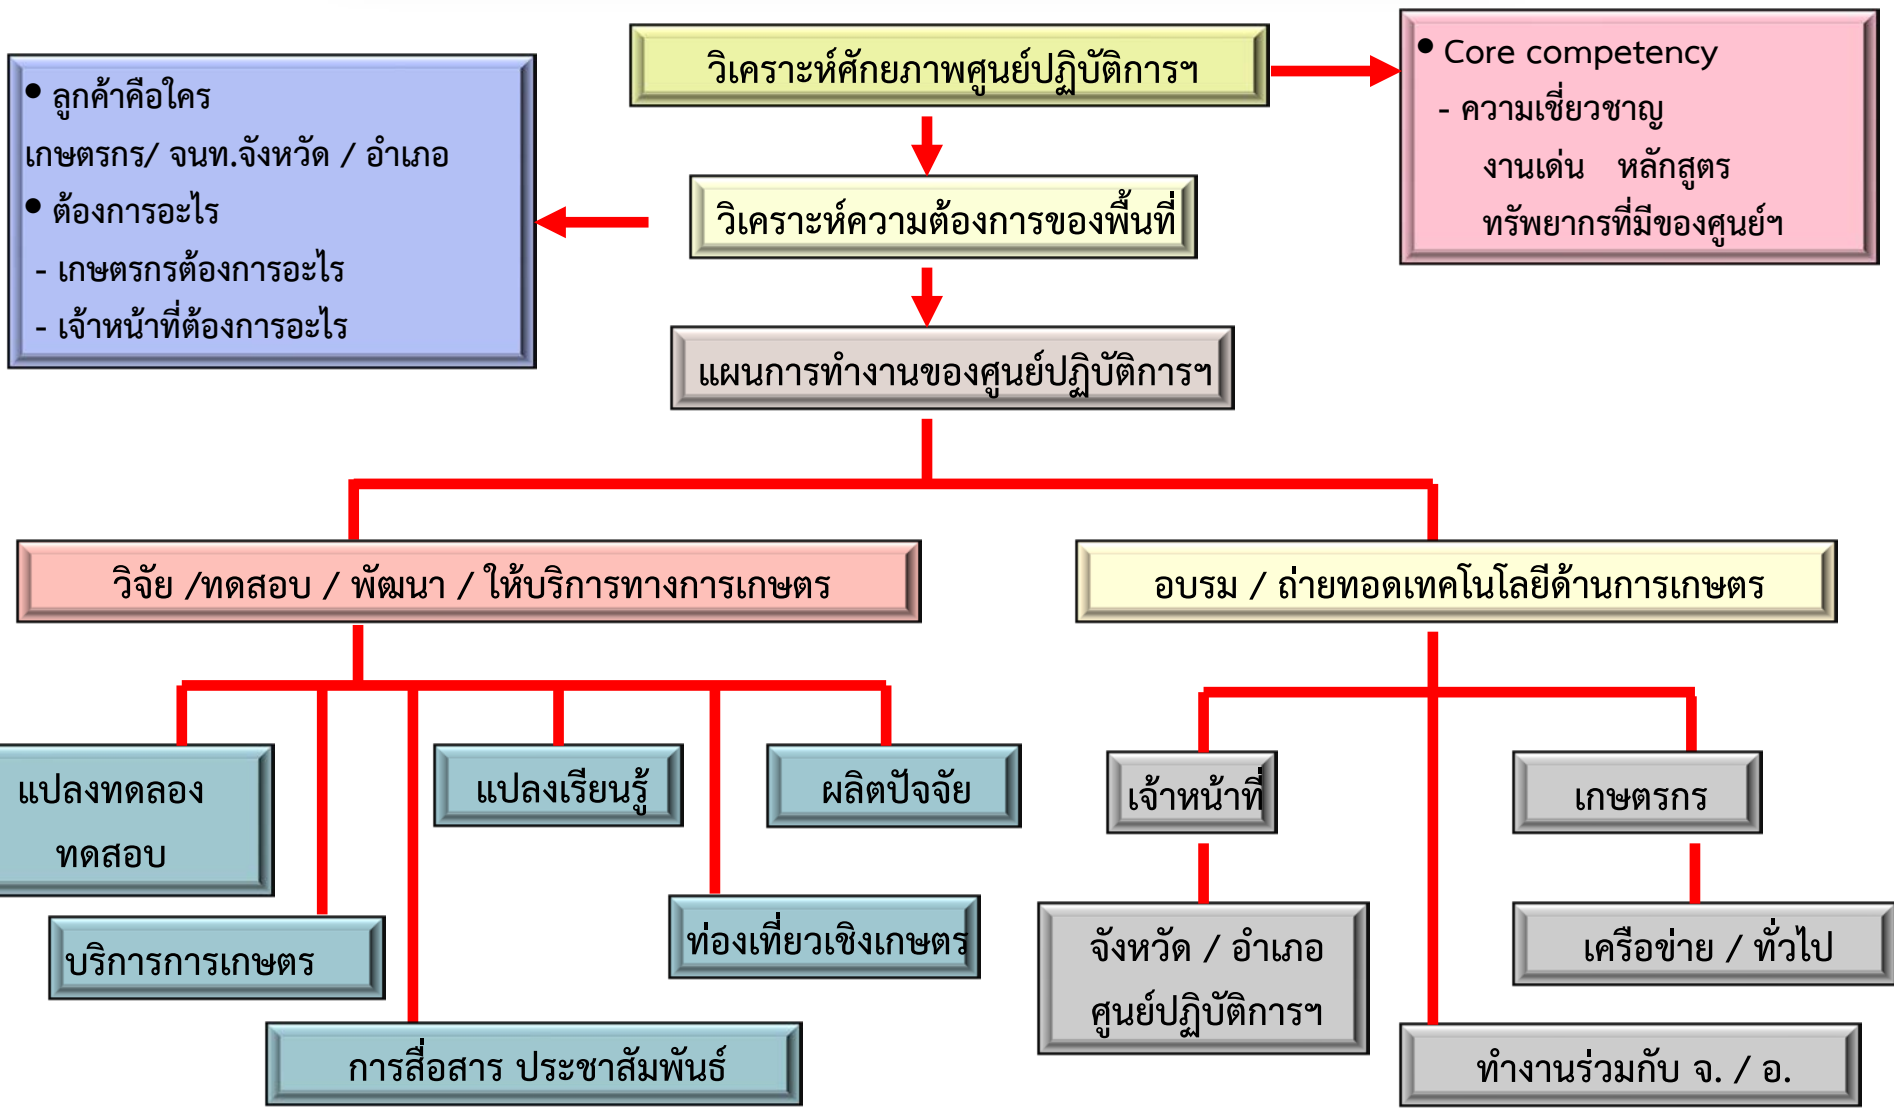 วิเคราะห์ศักยภาพศูนย์ปฏิบัติการฯ
• Core competency
- ความเชี่ยวชาญ
งานเด่น หลักสูตร
ทรัพยากรที่มีของศูนย์ฯ
• ลูกค้าคือใคร
เกษตรกร/ จนท.จังหวัด / อำเภอ
• ต้องการอะไร
- เกษตรกรต้องการอะไร
- เจ้าหน้าที่ต้องการอะไร
วิเคราะห์ความต้องการของพื้นที่
แผนการทำงานของศูนย์ปฏิบัติการฯ
วิจัย /ทดสอบ / พัฒนา / ให้บริการทางการเกษตร
อบรม / ถ่ายทอดเทคโนโลยีด้านการเกษตร
แปลงทดลอง
ทดสอบ
แปลงเรียนรู้
ผลิตปัจจัย
เจ้าหน้าที่
เกษตรกร
บริการการเกษตร
ท่องเที่ยวเชิงเกษตร
จังหวัด / อำเภอ
ศูนย์ปฏิบัติการฯ
เครือข่าย / ทั่วไป
การสื่อสาร ประชาสัมพันธ์
ทำงานร่วมกับ จ. / อ.